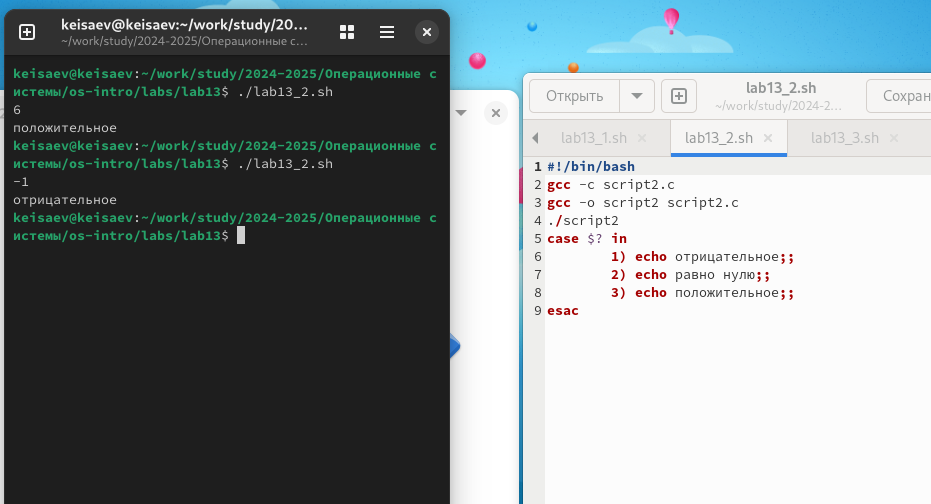 keisaev@keisaev:~/work/study/20...
~/work/study/2024-2025/Операционные с...
keisaev@keisaev:~/work/study/2024-2025/Операционные с
истемы/os-intro/labs/lab13$ ./lab13_2.sh
6
положительное
keisaev@keisaev:~/work/study/2024-2025/Операционные с
истемы/os-intro/labs/lab13$ ./lab13_2.sh
-1
отрицательное
keisaev@keisaev:~/work/study/2024-2025/Операционные с
истемы/os-intro/labs/lab13$
Открыть
lab13_2.sh
~/work/study/2024-2...
Сохран
lab13_1.sh
lab13_2.sh
lab13_3.sh
1 #!/bin/bash
2 gcc -c script2.c
3 gcc -o script2 script2.c
4 ./script2
5 case $? in
6 1) echo отрицательное;;
7 2) echo равно нулю;;
8 3) echo положительное;;
9 esac